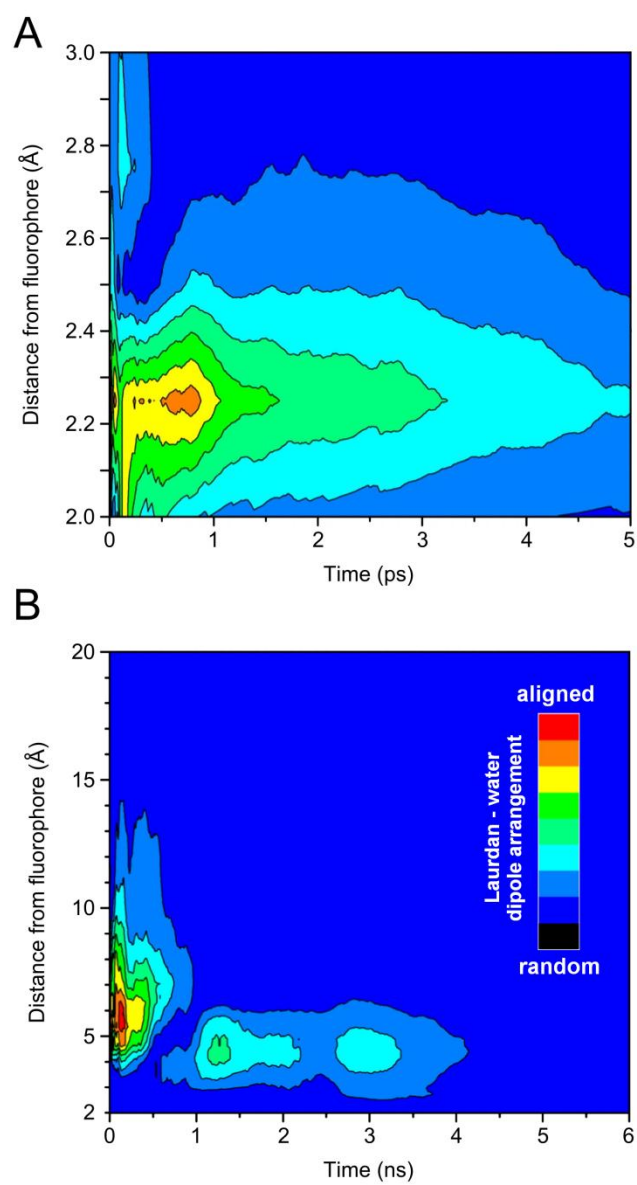 A
Distance from fluorophore (Å)
3.0
2.8
2.6
2.4
2.2
2.0
0 1 2 3 4 5
Time (ps)
B
Distance from fluorophore (Å)
20
15
10
5
2
aligned
Laurdan - water
dipole arrangement
random
0 1 2 3 4 5 6
Time (ns)